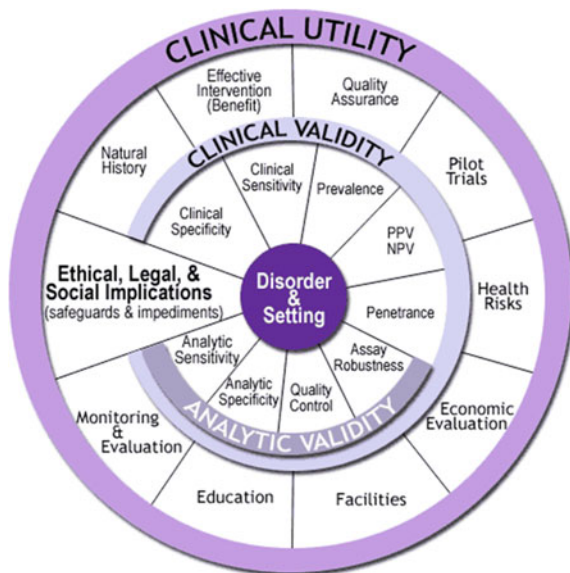 CLINICAL UTILITY
Effective
Intervention
(Benefit)
Quality
Assurance
Natural
History
CLINICAL VALIDITY
Pilot
Trials
Clinical
Sensitivity
Prevalence
Clinical
Specificity
PPV
NPV
Ethical, Legal, &
Social Implications
(safeguards & impediments)
Disorder
&
Setting
Health
Risks
Penetrance
Analytic
Sensitivity
Assay
Robustness
Analytic
Specificity
Quality
Control
ANALYTIC VALIDITY
Monitoring
&
Evaluation
Economic
Evaluation
Education
Facilities